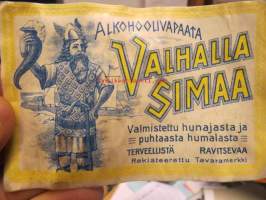 ALKOHOOLIVAPAATA
VALHALLA
SIMAA
Valmistettu hunajasta ja
puhtaasta humalasta
TERVEELLISTÄ RAVITSEVAA
Rekisteerattu Tavaramerkki